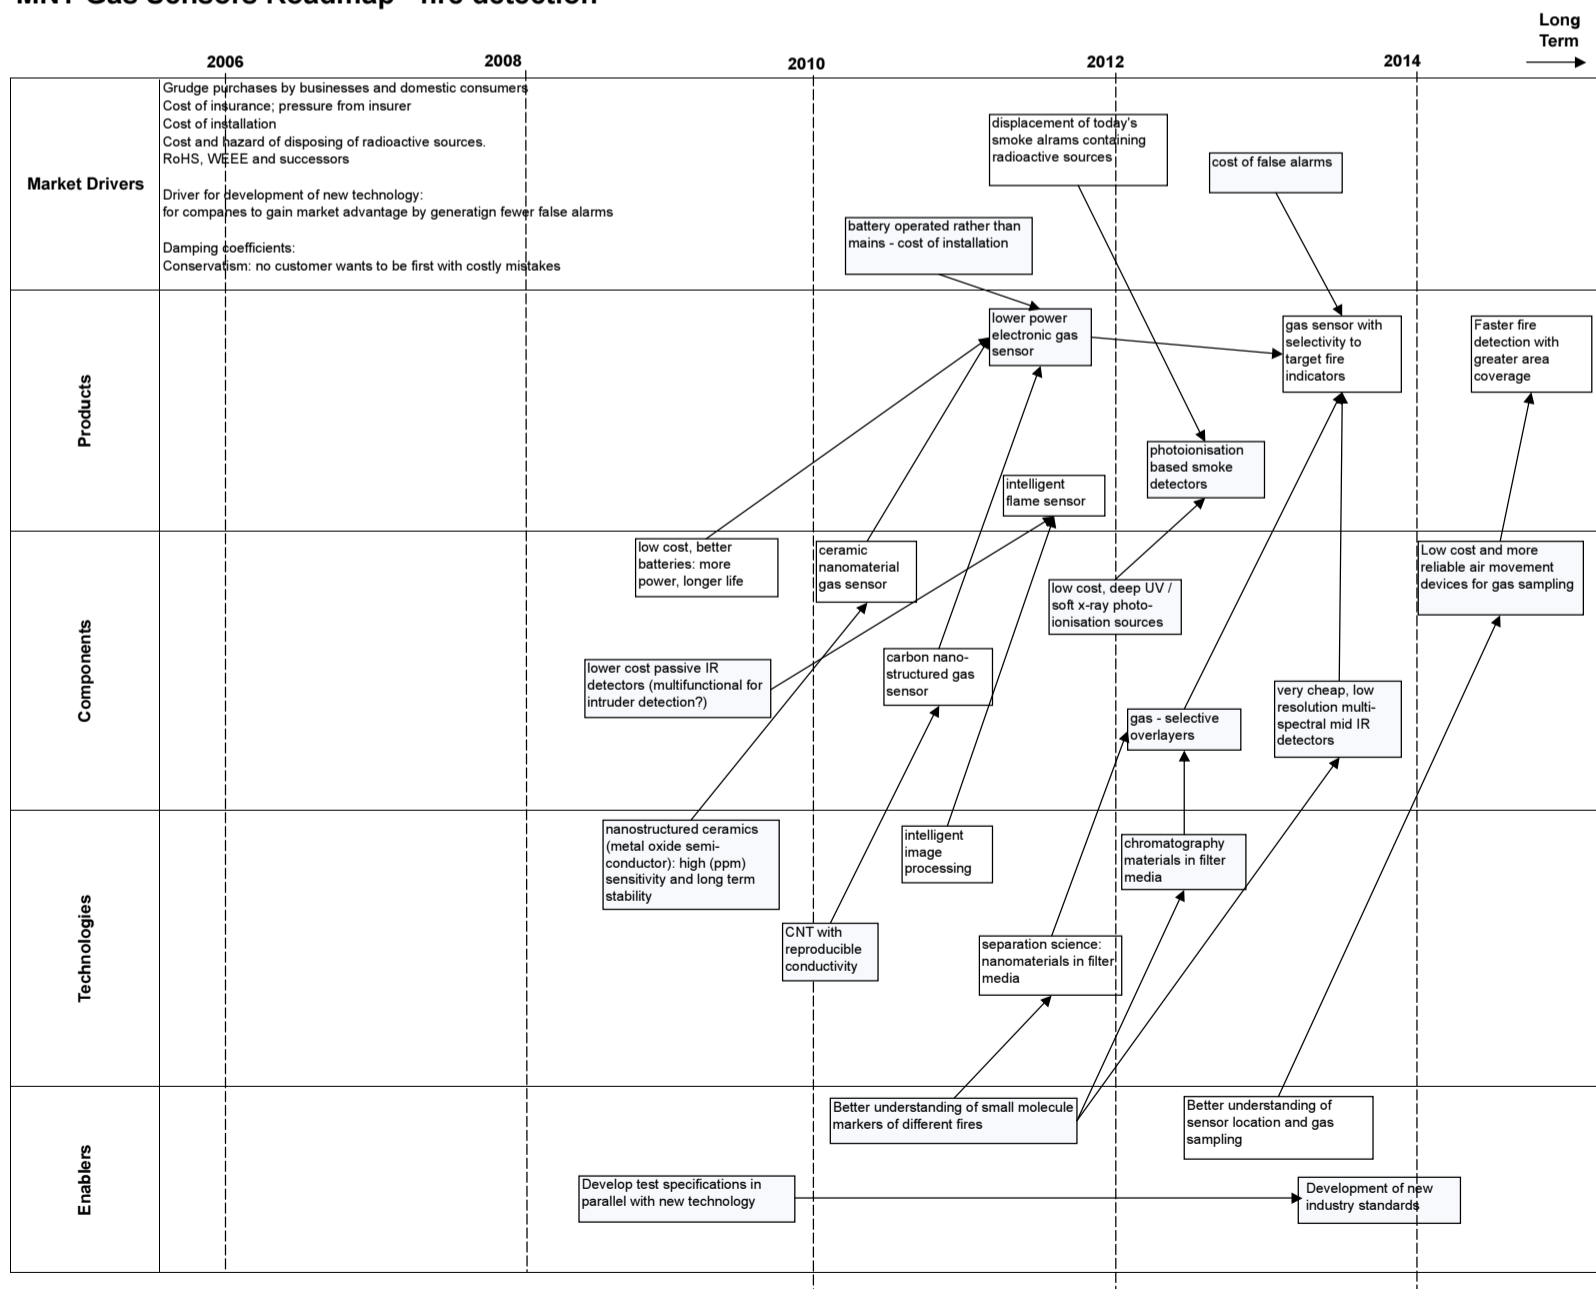 MNT Gas Sensors Roadmap - fire detection
Long
Term
2006
2008
2010
2012
2014
Market Drivers
Grudge purchases by businesses and domestic consumers
Cost of insurance; pressure from insurer
Cost of installation
Cost and hazard of disposing of radioactive sources.
RoHS, WEEE and successors
Driver for development of new technology:
for companes to gain market advantage by generatign fewer false alarms
Damping coefficients:
Conservatism: no customer wants to be first with costly mistakes
displacement of today's
smoke alrams containing
radioactive sources
cost of false alarms
battery operated rather than
mains - cost of installation
Products
lower power
electronic gas
sensor
gas sensor with
selectivity to
target fire
indicators
Faster fire
detection with
greater area
coverage
photoionisation
based smoke
detectors
intelligent
flame sensor
Components
low cost, better
batteries: more
power, longer life
ceramic
nanomaterial
gas sensor
low cost, deep UV /
soft x-ray photo-
ionisation sources
Low cost and more
reliable air movement
devices for gas sampling
lower cost passive IR
detectors (multifunctional for
intruder detection?)
carbon nano-
structured gas
sensor
gas - selective
overlayers
very cheap, low
resolution multi-
spectral mid IR
detectors
Technologies
nanostructured ceramics
(metal oxide semi-
conductor): high (ppm)
sensitivity and long term
stability
intelligent
image
processing
chromatography
materials in filter
media
CNT with
reproducible
conductivity
separation science:
nanomaterials in filter
media
Enablers
Better understanding of small molecule
markers of different fires
Better understanding of
sensor location and gas
sampling
Develop test specifications in
parallel with new technology
Development of new
industry standards